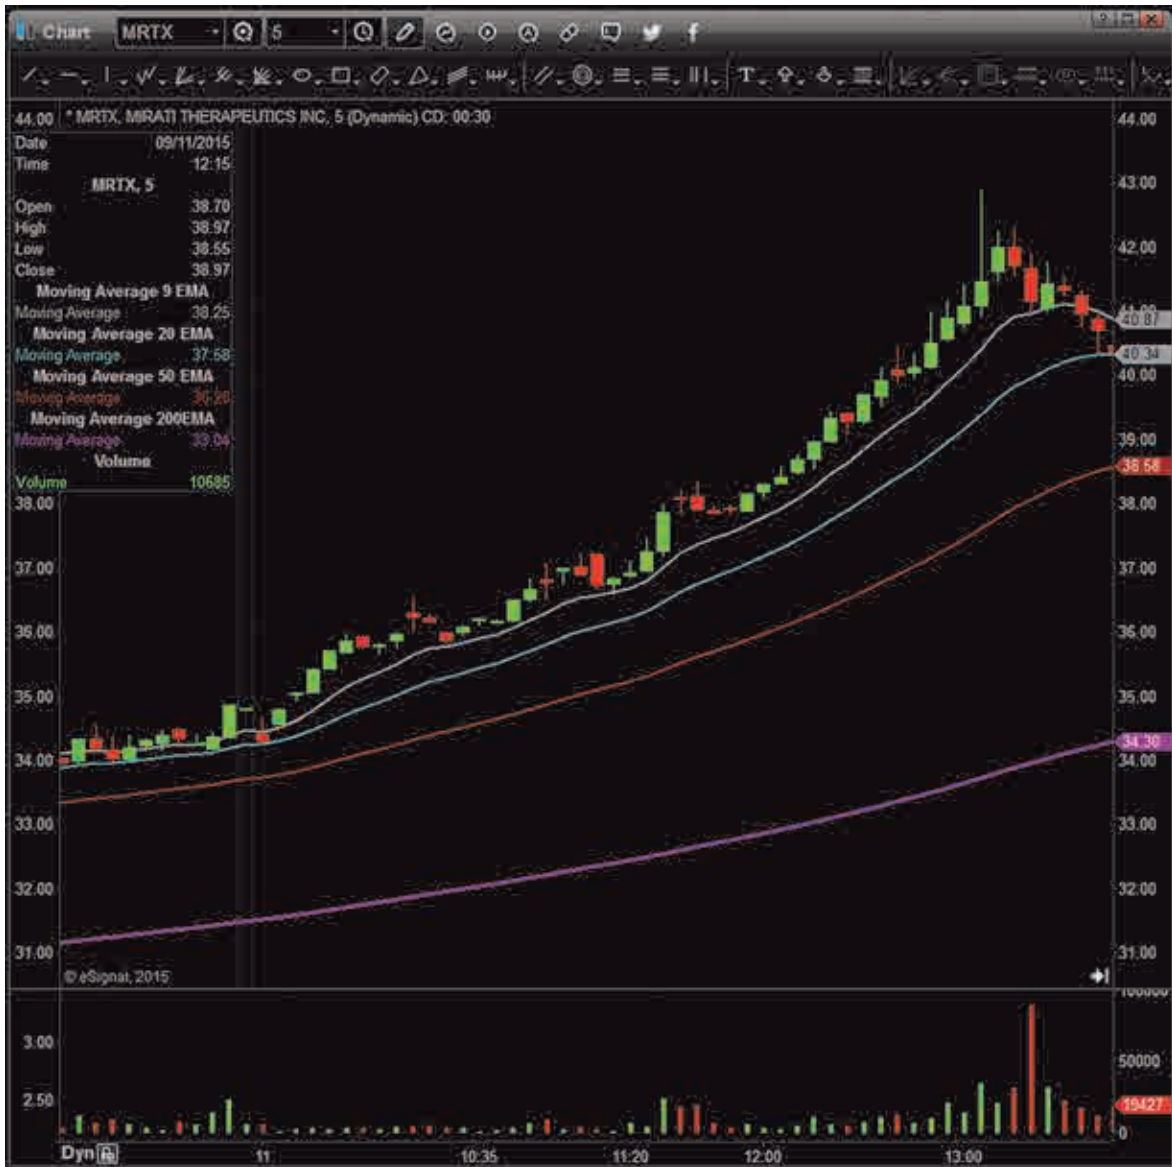 Chart MRTX 5
44.00 * MRTX, MIRATI THERAPEUTICS INC, 5 (Dynamic) CD: 00:30 44.00
Date 09/11/2015
Time 12:15
MRTX, 5
43.00
Open 38.70
High 38.97
42.00
Low 38.55
Close 38.97
Moving Average 9 EMA
Moving Average 38.25
40.87
Moving Average 20 EMA
Moving Average 37.58
40.34
Moving Average 50 EMA
40.00
Moving Average
Moving Average 200EMA
Moving Average 33.04
39.00
Volume
38.58
Volume 10685
38.00 38.00
37.00 37.00
36.00 36.00
35.00 35.00
34.30
34.00 34.00
33.00 33.00
32.00 32.00
31.00 31.00
© eSignal, 2015
100000
3.00
50000
2.50
19427
0
Dyn
11 10:35 11:20 12:00 13:00